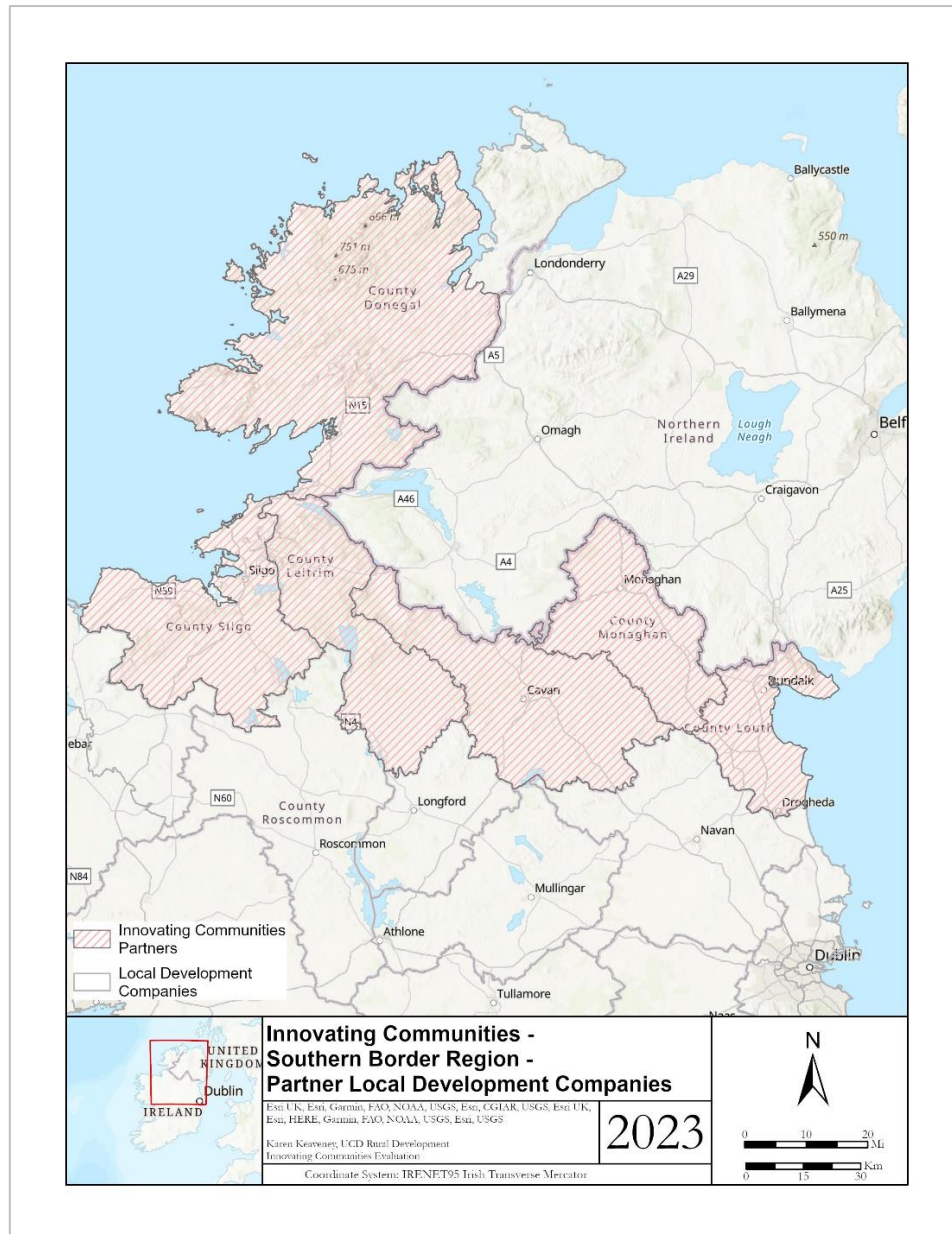 Ballycastle
550 m
Londonderry
A29
666 m
751 m
675 m
County
Donegal
Ballymena
A5
N15
Omagh
Northern
Ireland
Lough
Neagh
Belf
Craigavon
A46
A4
County
Leitrim
Sligo
N59
County Sligo
Monaghan
County
Monaghan
A25
Dundalk
Cavan
County Louth
N4
ebar
N60
County
Roscommon
Longford
Drogheda
Navan
Roscommon
N84
Mullingar
Athlone
Dublin
Tullamore
Naas
Innovating Communities
Partners
Local Development
Companies
UNITED
KINGDOM
Dublin
IRELAND
Innovating Communities -
Southern Border Region -
Partner Local Development Companies
Esri UK, Esri, Garmin, FAO, NOAA, USGS, Esri, CGIAR, USGS, Esri UK,
Esri, HERE, Garmin, FAO, NOAA, USGS, Esri, USGS
Karen Keaveney, UCD Rural Development
Innovating Communities Evaluation
2023
Coordinate System: IRENET95 Irish Transverse Mercator
N
0 10 20
Mi
Km
0 15 30